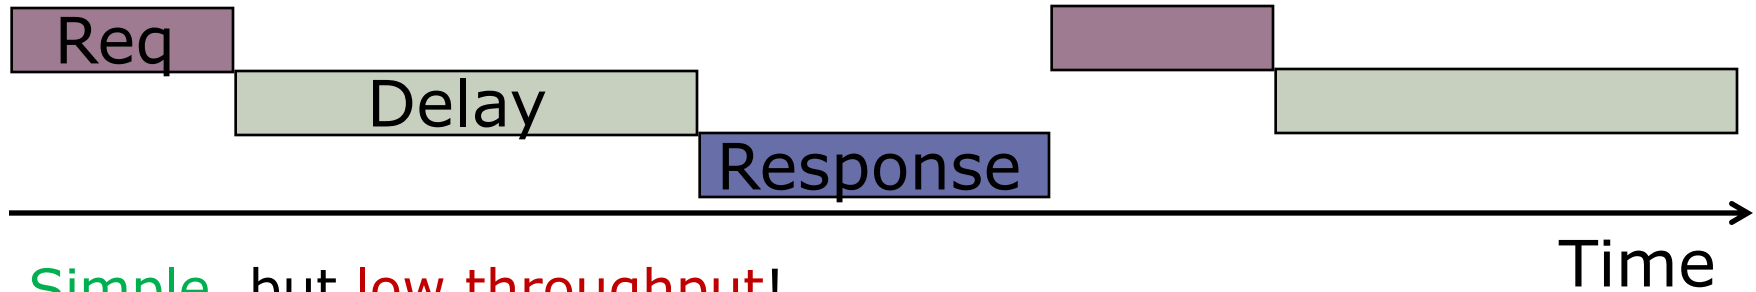 Req
Delay
Response
Time
Simple, but low throughput!